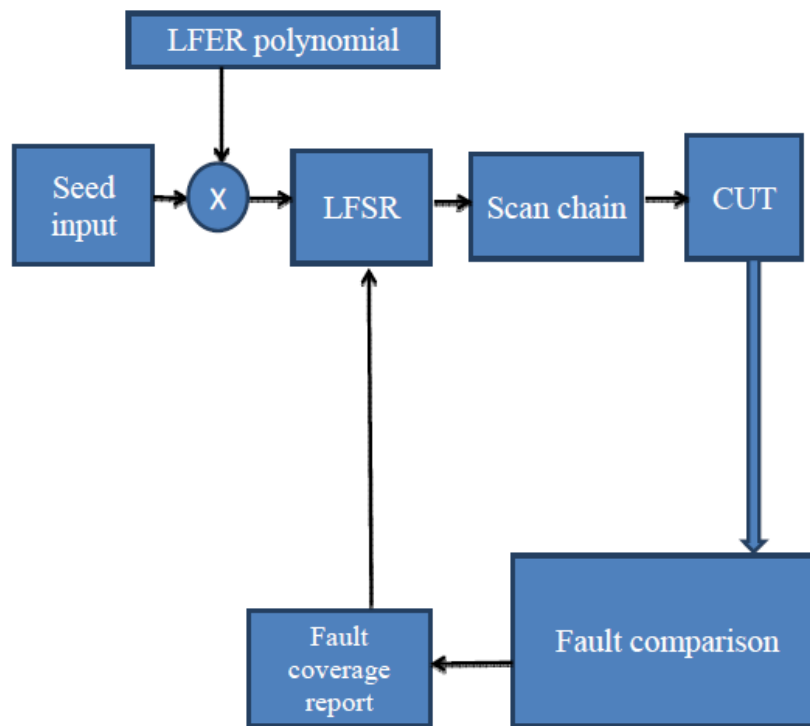 LFER polynomial
Seed
input
X
LFSR
Scan chain
CUT
Fault comparison
Fault
coverage
report